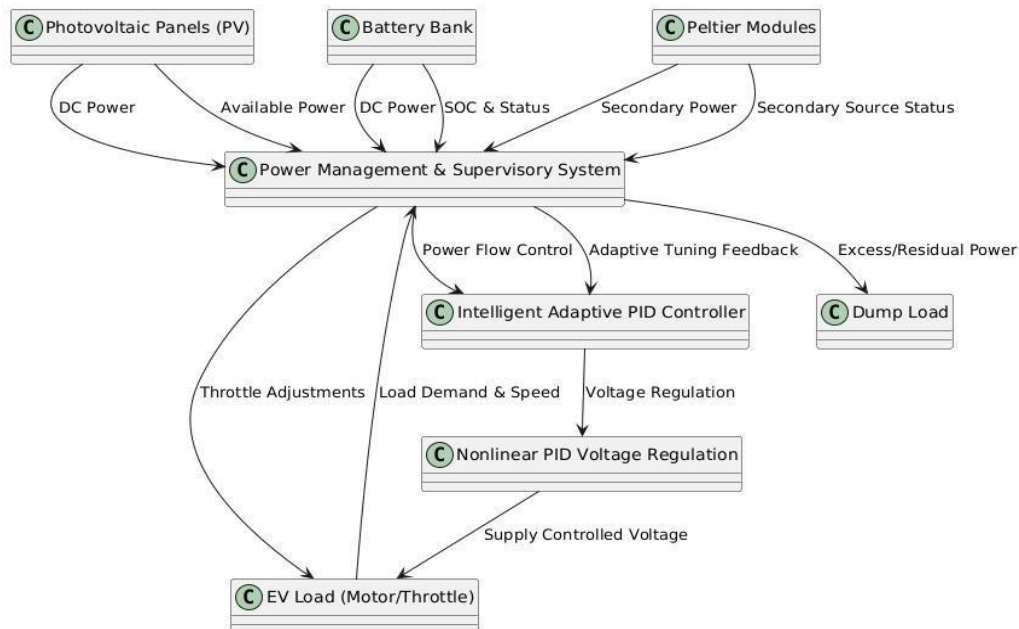 C Photovoltaic Panels (PV)
C Battery Bank
C Peltier Modules
DC Power
Available Power
DC Power
SOC & Status
Secondary Power
Secondary Source Status
C Power Management & Supervisory System
Power Flow Control
Adaptive Tuning Feedback
Excess/Residual Power
C Intelligent Adaptive PID Controller
C Dump Load
Throttle Adjustments
Load Demand & Speed
Voltage Regulation
C Nonlinear PID Voltage Regulation
Supply Controlled Voltage
C EV Load (Motor/Throttle)